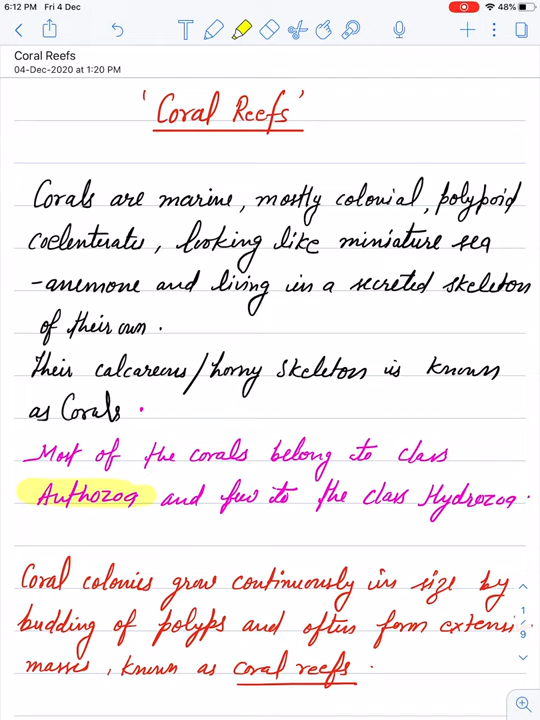 6:12 PM Fri 4 Dec 48%
Coral Reefs
04-Dec-2020 at 1:20 PM
'Coral Reefs'
Corals are marine, mostly colonial, polypoid
coelenterates, looking like miniature sea
-anemone and living in a secreted skeleton
of their own.
Their calcareous/horny skeleton is known
as Corals.
Most of the corals belong to class
Anthozoa and few to the class Hydrozoa.
Coral colonies grow continuously in size by
budding of polyps and often form extensi
masses, known as coral reefs.
1
9